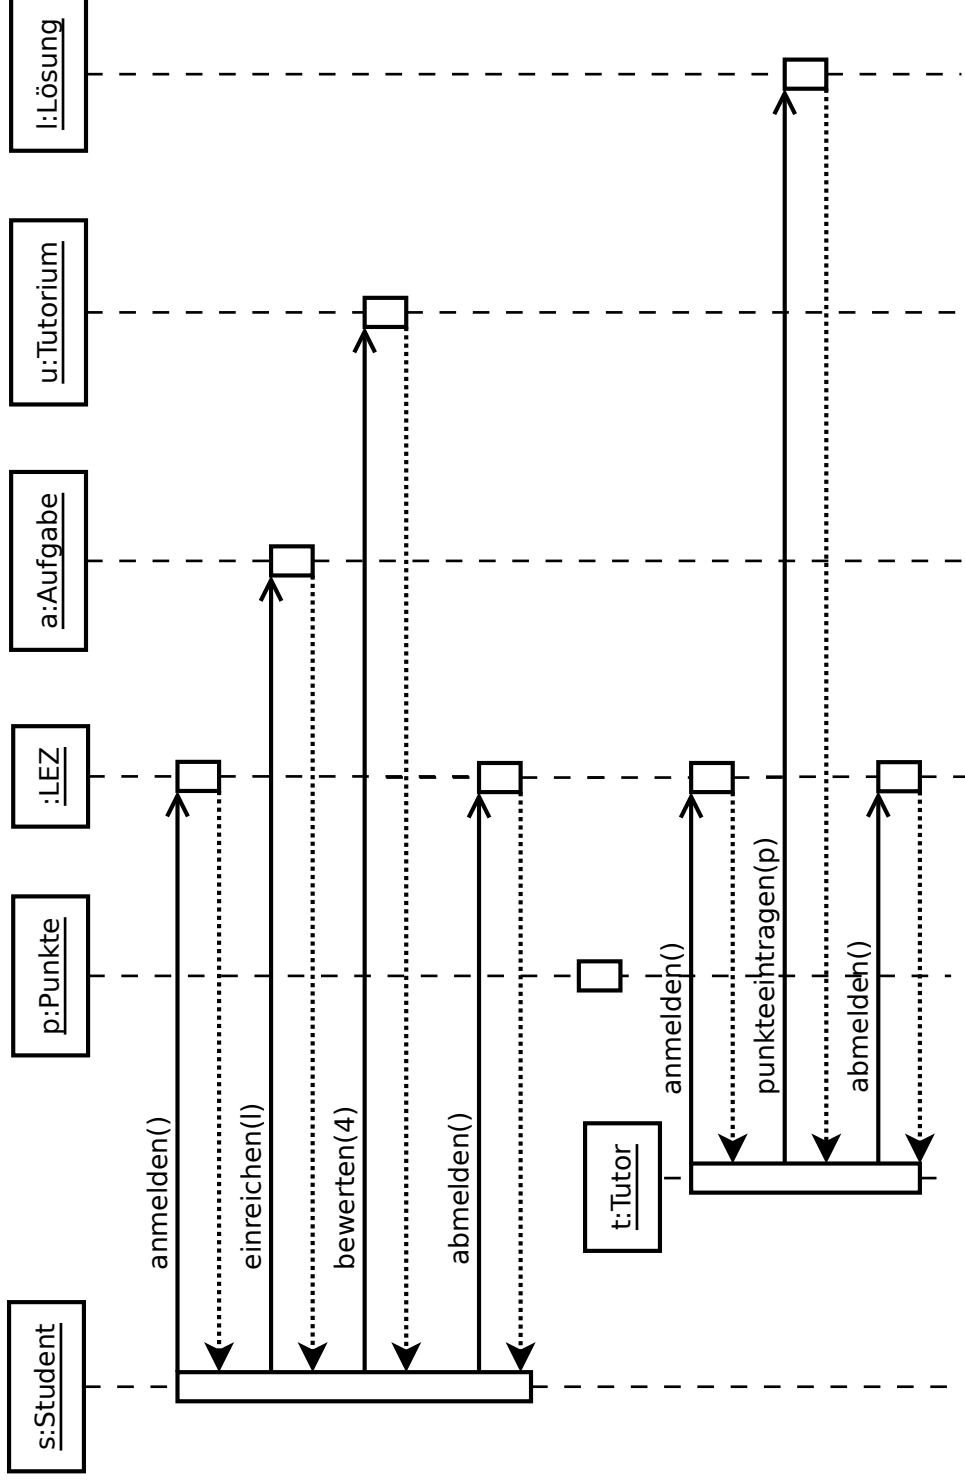 s:Student
t:Tutor
p:Punkte
:LEZ
a:Aufgabe
u:Tutorium
l:Lösung
anmelden()
einreichen(l)
bewerten(4)
abmelden()
anmelden()
punkteeintragen(p)
abmelden()